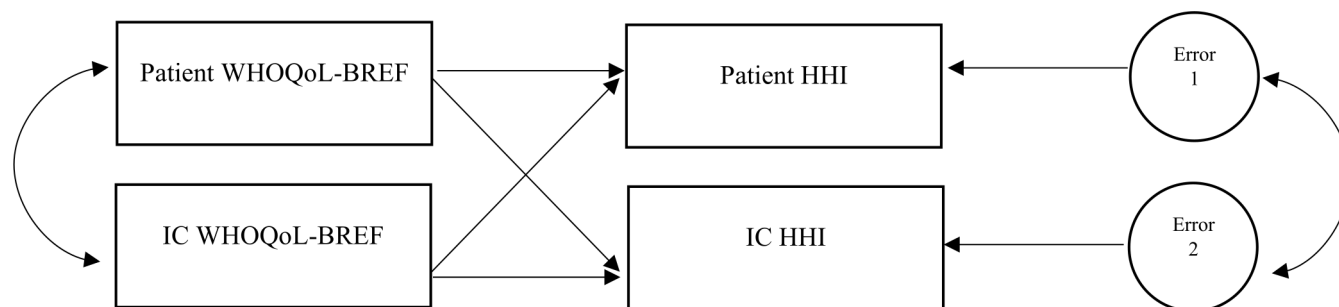 Patient WHOQoL-BREF
Patient HHI
Error
1
IC WHOQoL-BREF
IC HHI
Error
2